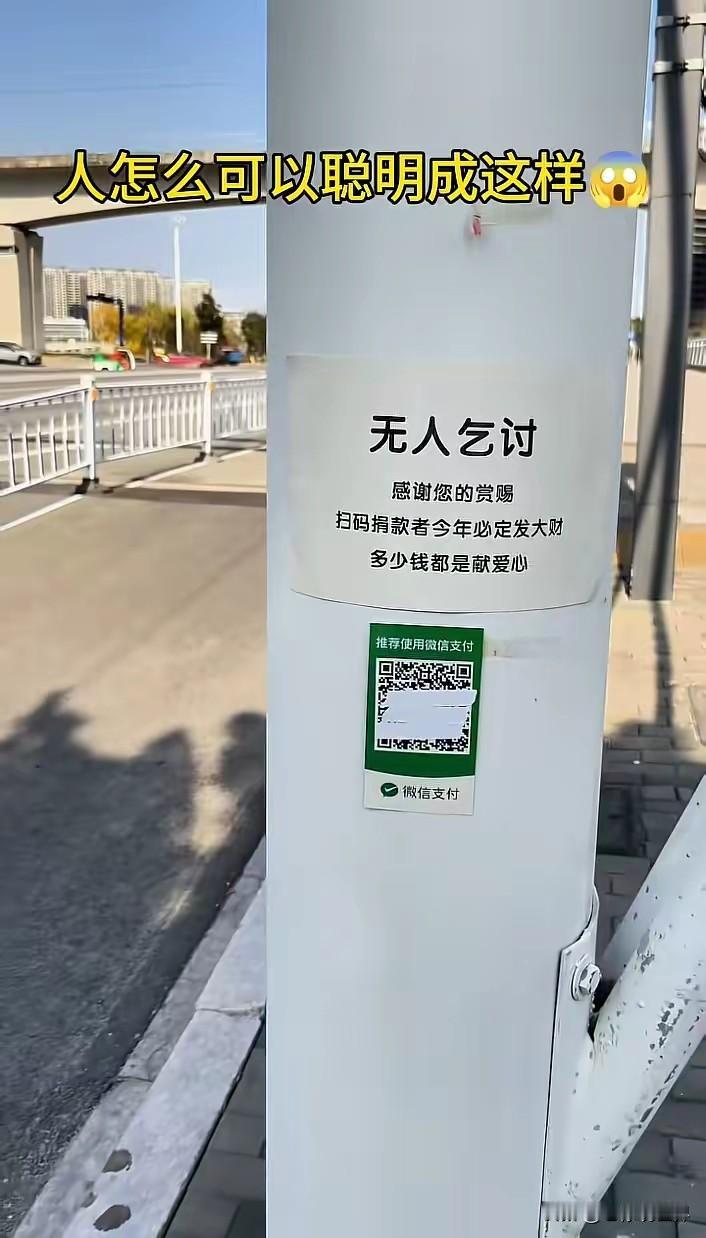 人怎么可以聪明成这样😱
无人乞讨
感谢您的赏赐
扫码捐款者今年必定发大财
多少钱都是献爱心
推荐使用微信支付
微信支付